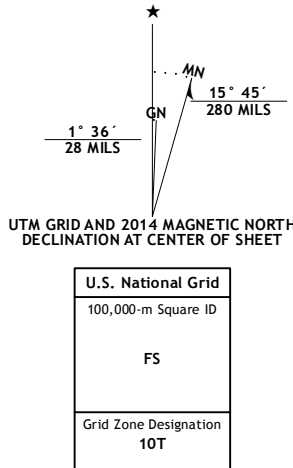 ★
MN
GN
15° 45´
280 MILS
1° 36´
28 MILS
UTM GRID AND 2014 MAGNETIC NORTH
DECLINATION AT CENTER OF SHEET
U.S. National Grid
100,000-m Square ID
FS
Grid Zone Designation
10T